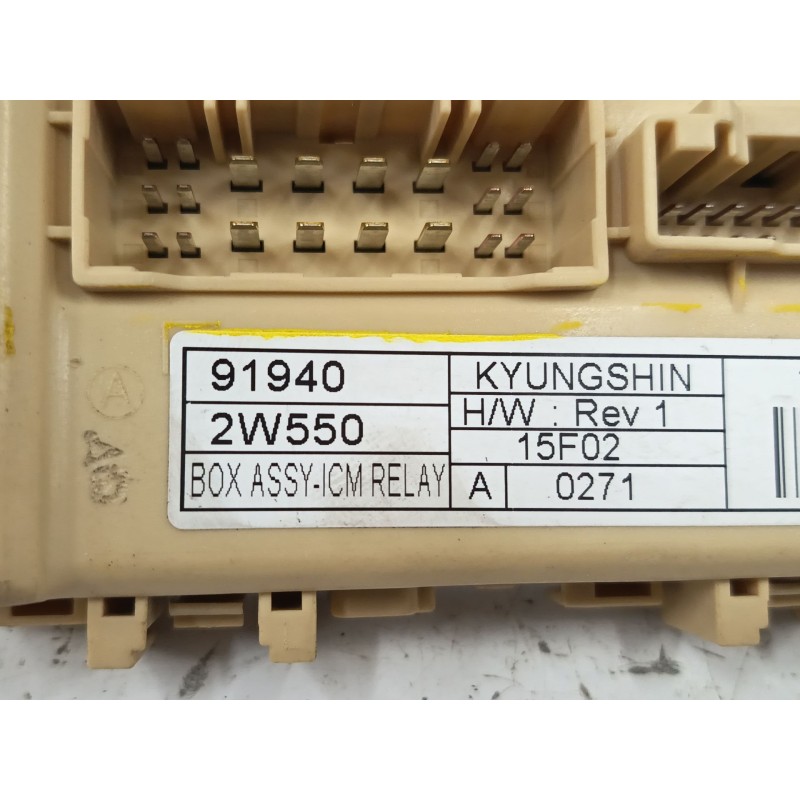 91940
2W550
BOX ASSY-ICM RELAY
KYUNGSHIN
H/W : Rev 1
15F02
A 0271
A